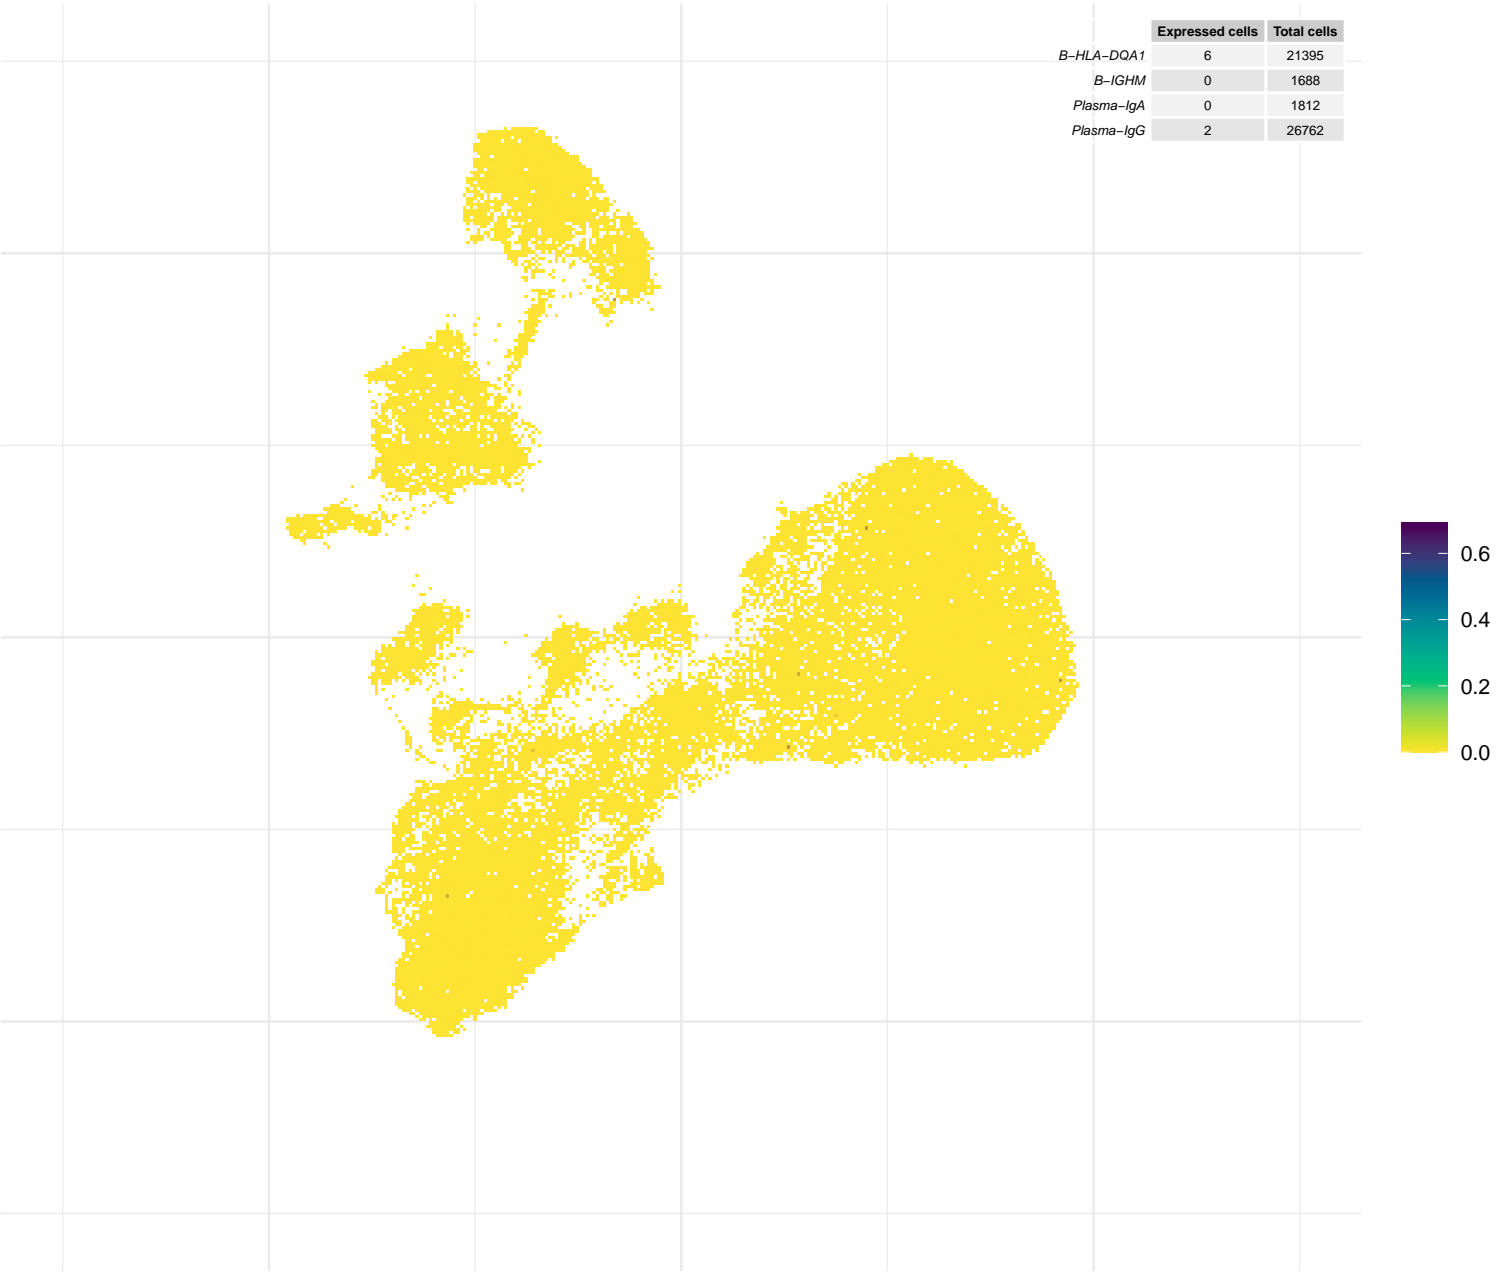 Expressed cells Total cells
B−HLA−DQA1 6 21395
B−IGHM 0 1688
Plasma−IgA 0 1812
Plasma−IgG 2 26762
0.6
0.4
0.2
0.0